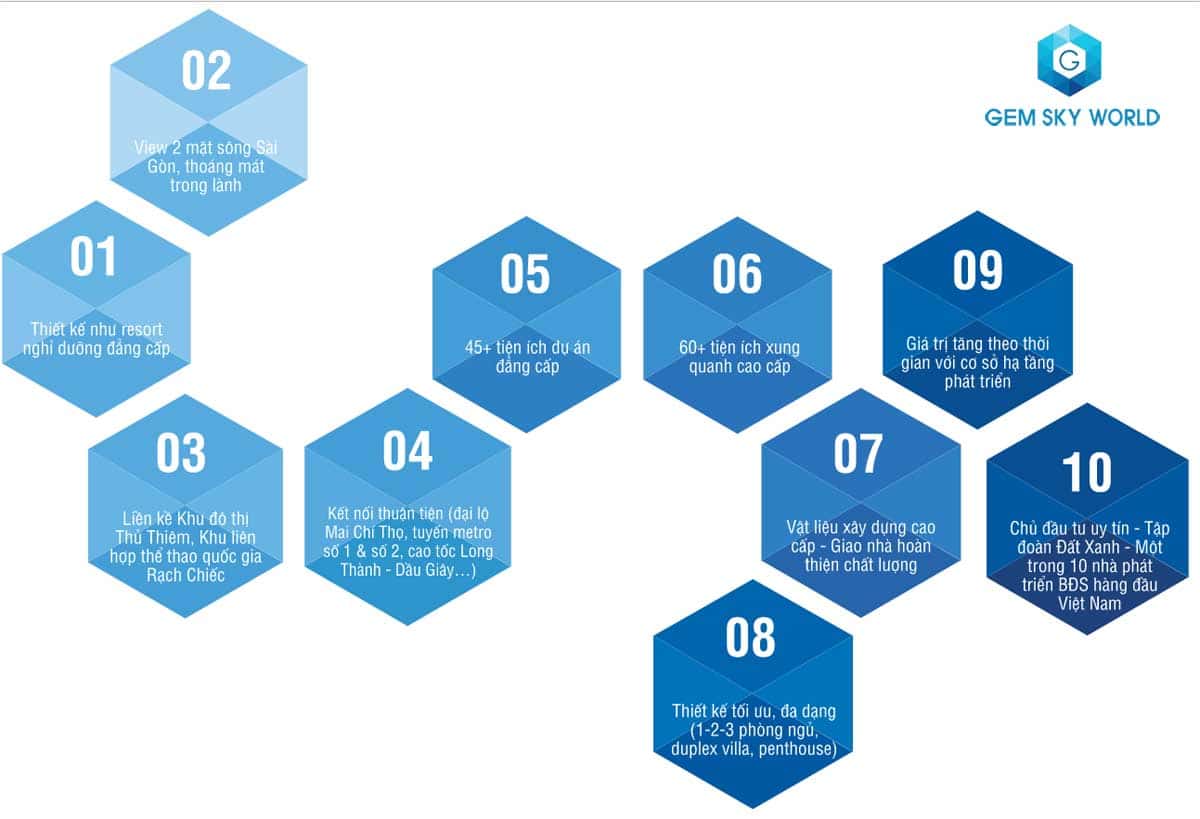 GEM SKY WORLD
G
01
Thiết kế như resort
nghỉ dưỡng đẳng cấp
02
View 2 mặt sông Sài
Gòn, thoáng mát
trong lành
03
Liền kề Khu đô thị
Thủ Thiêm, Khu liên
hợp thể thao quốc gia
Rạch Chiếc
04
Kết nối thuận tiện (đại lộ
Mai Chí Thọ, tuyến metro
số 1 & số 2, cao tốc Long
Thành - Dầu Giây...)
05
45+ tiện ích dự án
đẳng cấp
06
60+ tiện ích xung
quanh cao cấp
07
Vật liệu xây dựng cao
cấp - Giao nhà hoàn
thiện chất lượng
08
Thiết kế tối ưu, đa dạng
(1-2-3 phòng ngủ,
duplex villa, penthouse)
09
Giá trị tăng theo thời
gian với cơ sở hạ tầng
phát triển
10
Chủ đầu tư uy tín - Tập
đoàn Đất Xanh - Một
trong 10 nhà phát
triển BĐS hàng đầu
Việt Nam